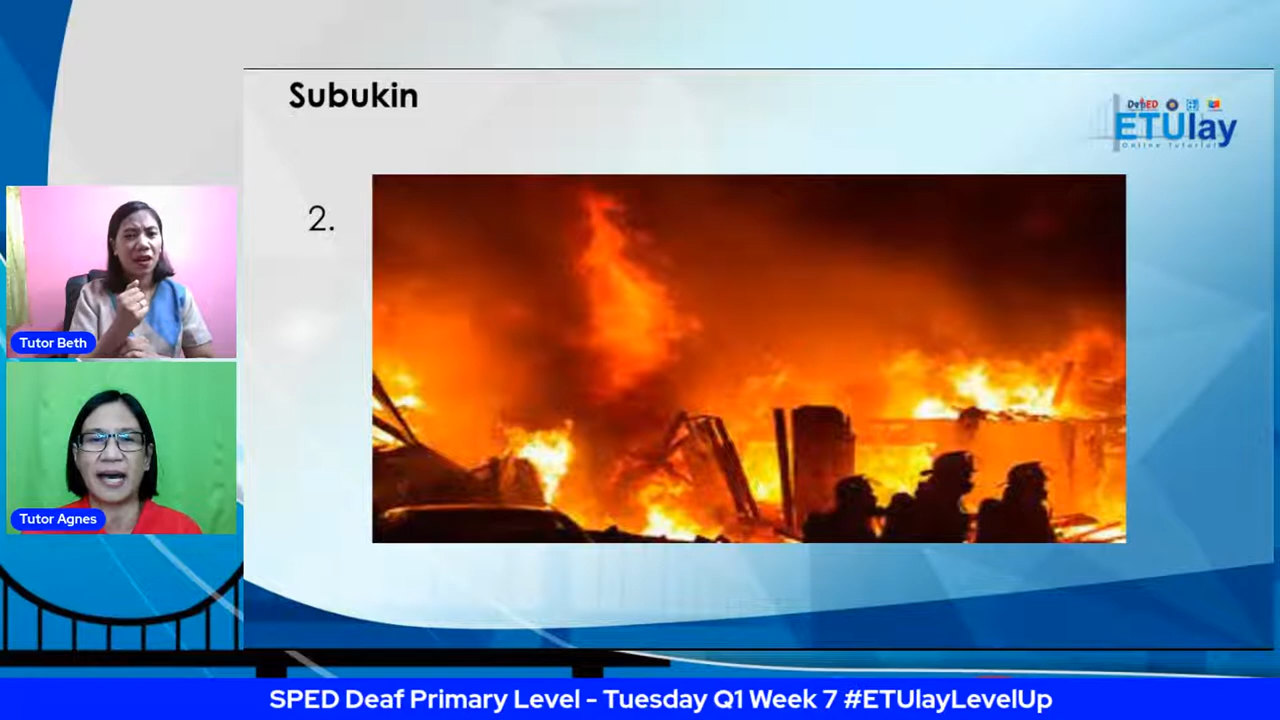 Subukin
DepED
ETUlay
Online Tutorial
2.
Tutor Beth
Tutor Agnes
SPED Deaf Primary Level - Tuesday Q1 Week 7 #ETUlayLevelUp